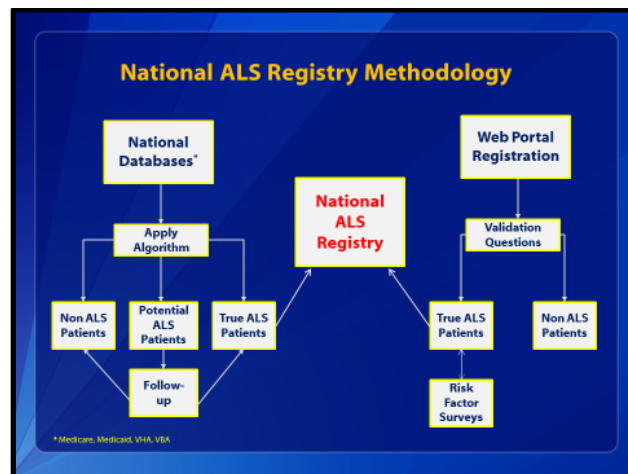 National ALS Registry Methodology
National
Databases*
Web Portal
Registration
National
ALS
Registry
Apply
Algorithm
Validation
Questions
Non ALS
Patients
Potential
ALS
Patients
True ALS
Patients
True ALS
Patients
Non ALS
Patients
Follow-
up
Risk
Factor
Surveys
* Medicare, Medicaid, VHA, VBA